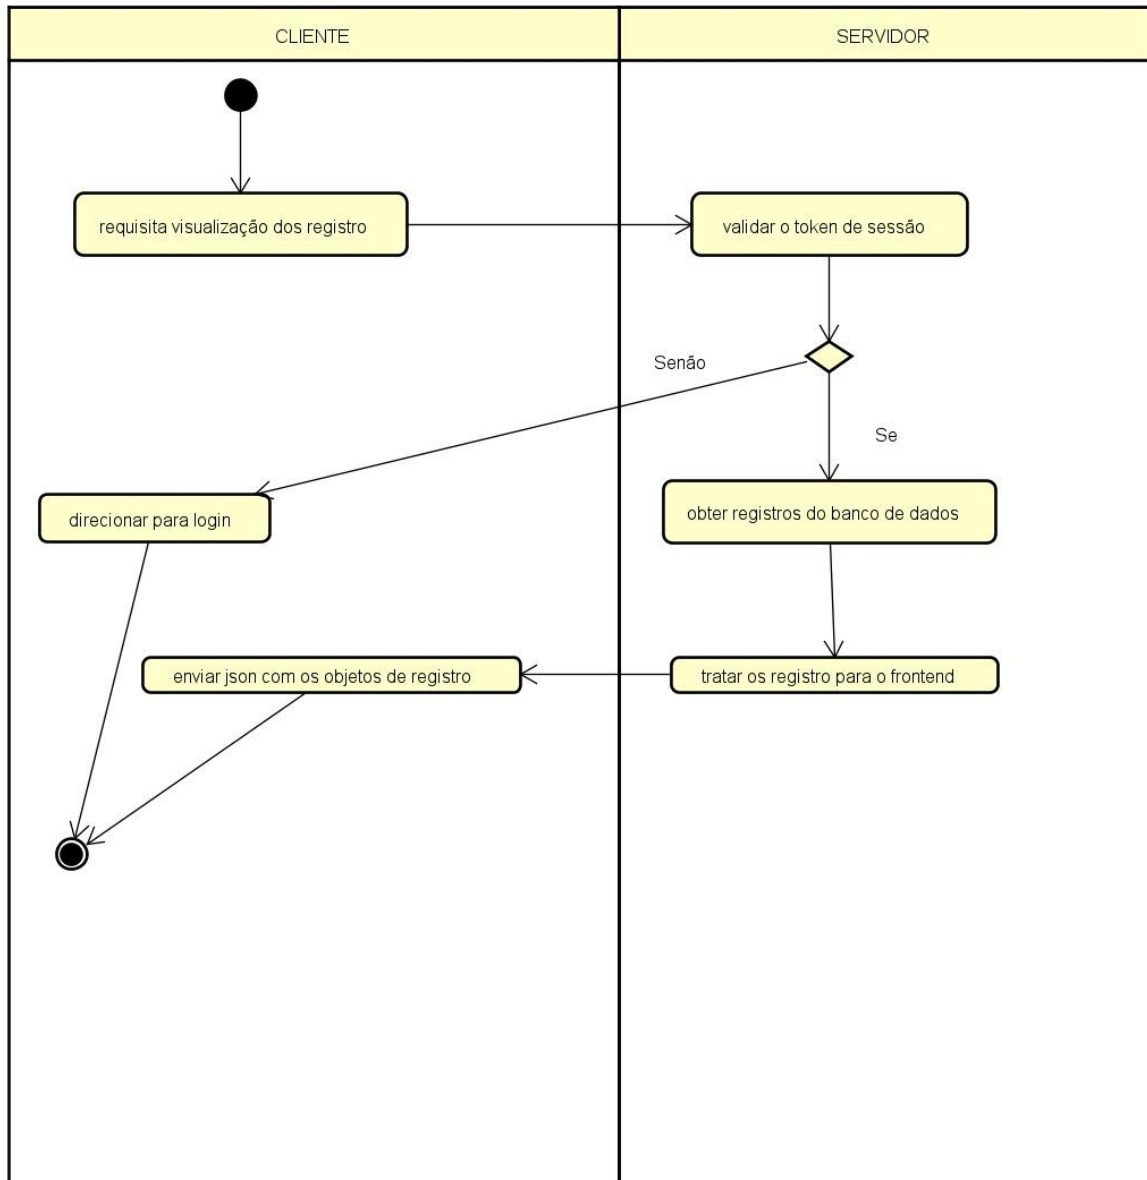 CLIENTE
SERVIDOR
requisita visualização dos registro
validar o token de sessão
Senão
Se
direcionar para login
obter registros do banco de dados
enviar json com os objetos de registro
tratar os registro para o frontend